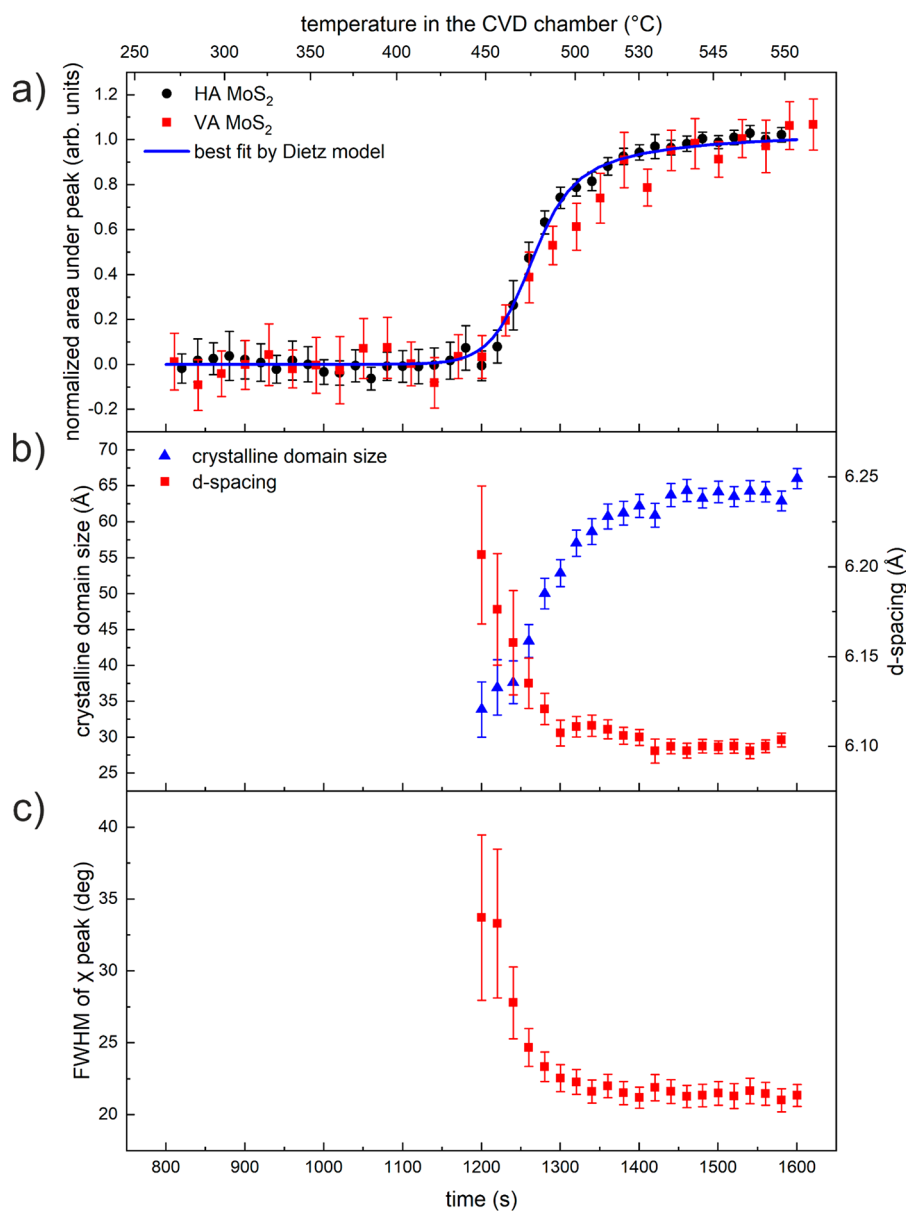 temperature in the CVD chamber (°C)
250 300 350 400 450 500 530 545 550
a)
normalized area under peak (arb. units)
1.2
1.0
0.8
0.6
0.4
0.2
0.0
-0.2
HA MoS₂
VA MoS₂
best fit by Dietz model
b)
crystalline domain size (Å)
70
65
60
55
50
45
40
35
30
25
crystalline domain size
d-spacing
6.25
6.20
6.15
6.10
d-spacing (Å)
c)
FWHM of χ peak (deg)
40
35
30
25
20
800 900 1000 1100 1200 1300 1400 1500 1600
time (s)